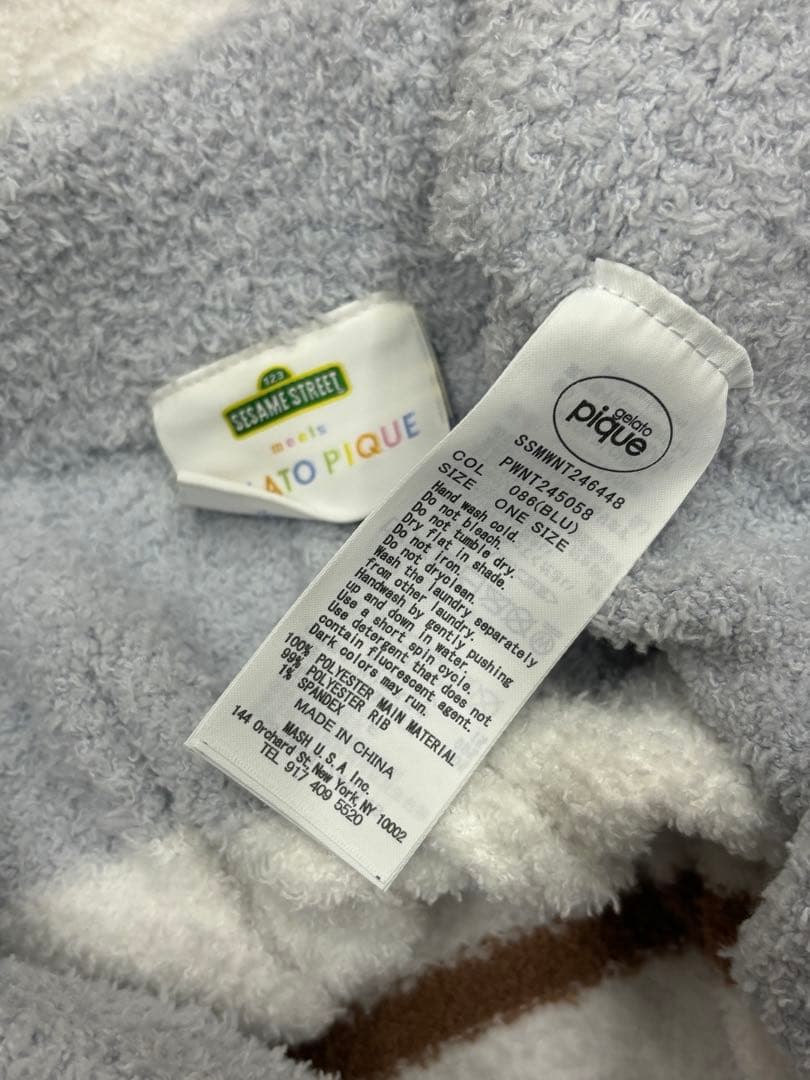 123
SESAME STREET
meets
ATO PIQUE
gelato
pique
SSMWNT246448
PWNT245058
COL 086(BLU)
SIZE ONE SIZE
Hand wash cold.
Do not bleach.
Do not tumble dry.
Dry flat in shade.
Do not iron.
Do not dryclean.
Wash the laundry separately
from other laundry.
Handwash by gently pushing
up and down in water.
Use a short spin cycle.
Use detergent that does not
contain fluorescent agent.
Dark colors may run.
100% POLYESTER MAIN MATERIAL
99% POLYESTER RIB
1% SPANDEX
MADE IN CHINA
MASH U.S.A Inc.
144 Orchard St, New York, NY 10002
TEL 917 409 5520